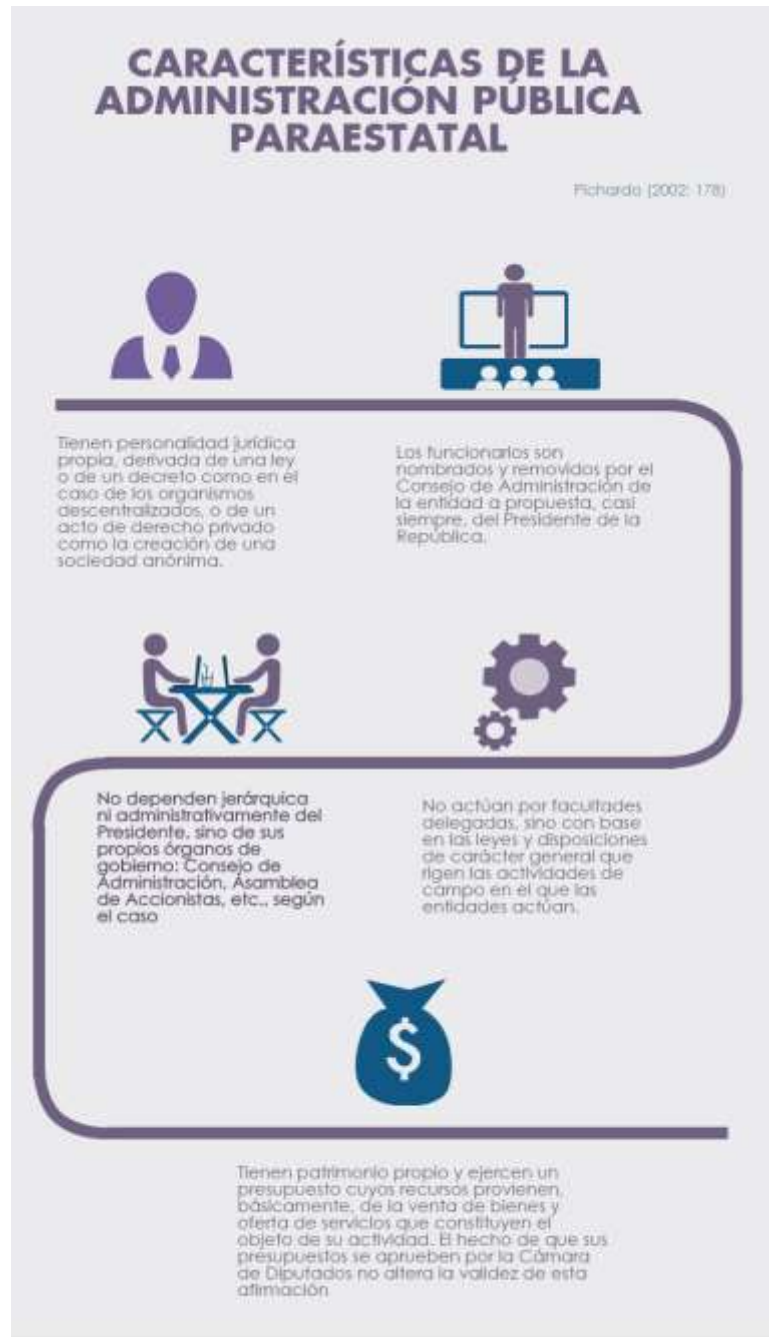 CARACTERÍSTICAS DE LA
ADMINISTRACIÓN PÚBLICA
PARAESTATAL
Pichardo (2002: 178)
Tienen personalidad jurídica
propia, derivada de una ley
o de un decreto como en el
caso de los organismos
descentralizados, o de un
acto de derecho privado
como la creación de una
sociedad anónima.
Los funcionarios son
nombrados y removidos por el
Consejo de Administración de
la entidad a propuesta, casi
siempre, del Presidente de la
República.
No dependen jerárquica
ni administrativamente del
Presidente, sino de sus
propios órganos de
gobierno: Consejo de
Administración, Asamblea
de Accionistas, etc., según
el caso
No actúan por facultades
delegadas, sino con base
en las leyes y disposiciones
de carácter general que
rigen las actividades de
campo en el que las
entidades actúan.
$
Tienen patrimonio propio y ejercen un
presupuesto cuyos recursos provienen,
básicamente, de la venta de bienes y
oferta de servicios que constituyen el
objeto de su actividad. El hecho de que sus
presupuestos se aprueben por la Cámara
de Diputados no altera la validez de esta
afirmación